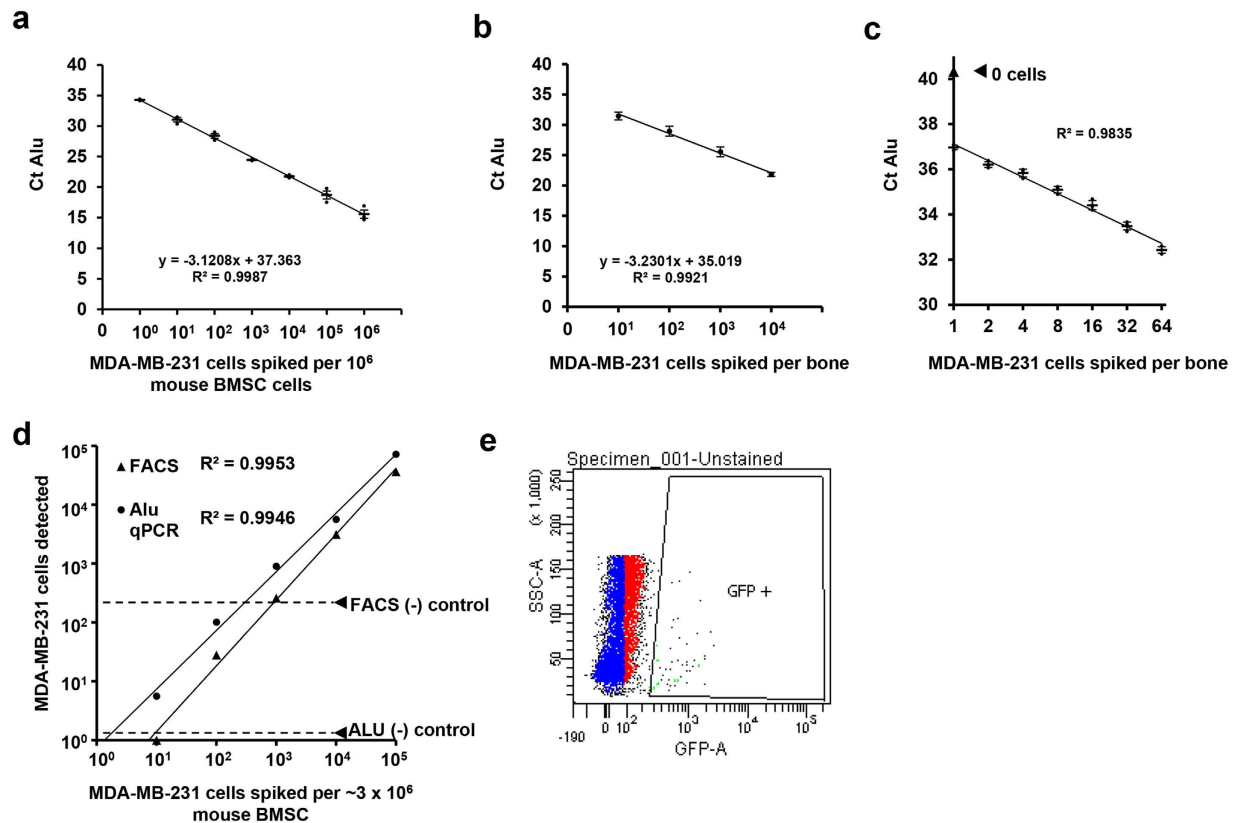 a
40
35
30
25
20
15
10
5
0
Ct Alu
y = -3.1208x + 37.363
R² = 0.9987
0 10⁰ 10¹ 10² 10³ 10⁴ 10⁵ 10⁶
MDA-MB-231 cells spiked per 10⁶
mouse BMSC cells
b
40
35
30
25
20
15
10
5
0
Ct Alu
y = -3.2301x + 35.019
R² = 0.9921
0 10¹ 10² 10³ 10⁴
MDA-MB-231 cells spiked per bone
c
40
38
36
34
32
30
Ct Alu
0 cells
R² = 0.9835
1 2 4 8 16 32 64
MDA-MB-231 cells spiked per bone
d
10⁵
10⁴
10³
10²
10¹
10⁰
MDA-MB-231 cells detected
FACS R² = 0.9953
Alu
qPCR R² = 0.9946
FACS (-) control
ALU (-) control
10⁰ 10¹ 10² 10³ 10⁴ 10⁵
MDA-MB-231 cells spiked per ~3 x 10⁶
mouse BMSC
e
Specimen_001-Unstained
(x 1,000)
SSC-A
250
200
150
100
50
GFP +
-190 0 10² 10³ 10⁴ 10⁵
GFP-A